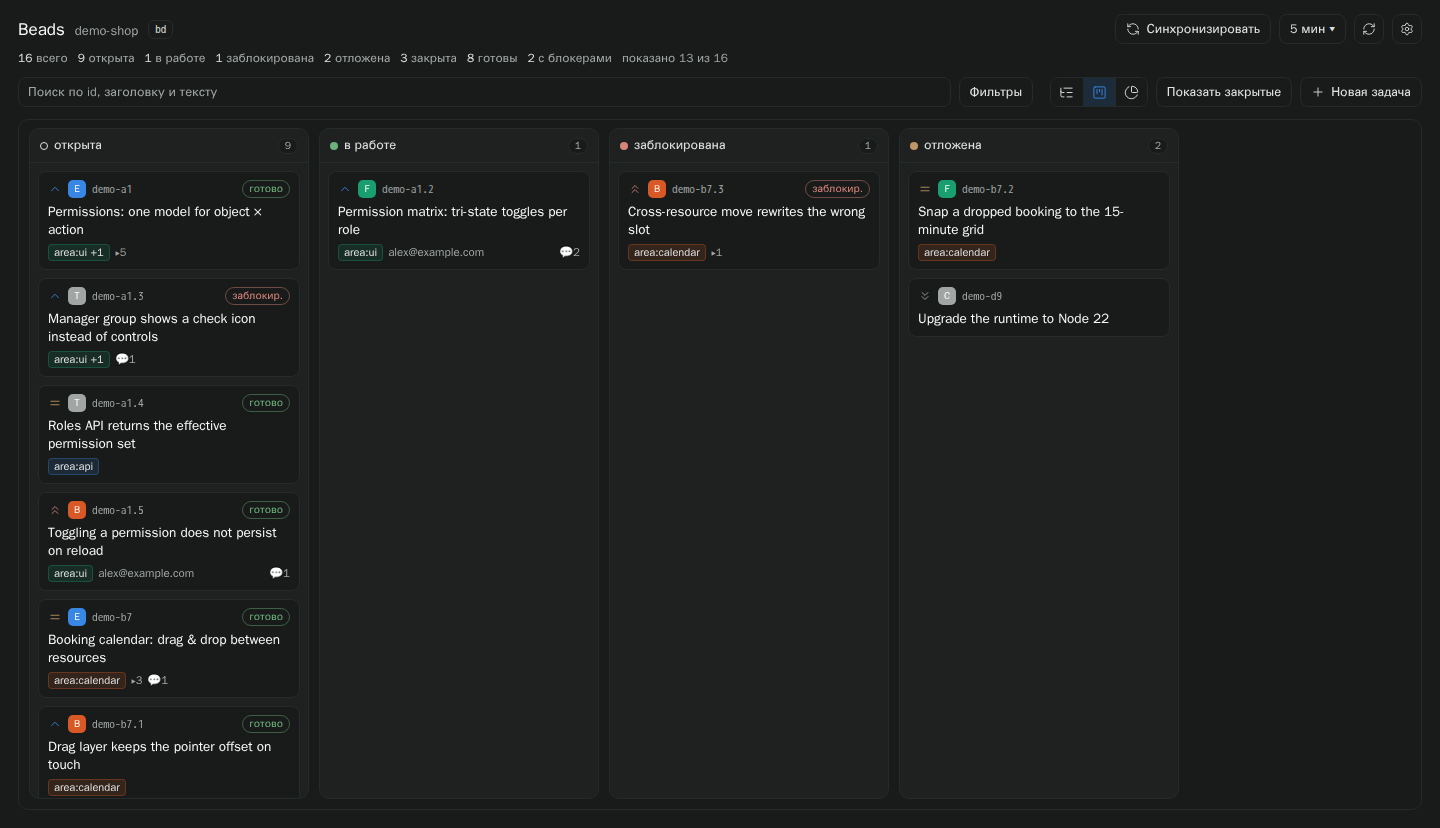 Beads demo-shop bd
Синхронизировать 5 мин ▾
16 всего 9 открыта 1 в работе 1 заблокирована 2 отложена 3 закрыта 8 готовы 2 с блокерами показано 13 из 16
Поиск по id, заголовку и тексту
Фильтры
Показать закрытые
+ Новая задача
открыта 9
E demo-a1 готово
Permissions: one model for object ×
action
area:ui +1 ▸5
T demo-a1.3 заблокир.
Manager group shows a check icon
instead of controls
area:ui +1 💬1
T demo-a1.4 готово
Roles API returns the effective
permission set
area:api
B demo-a1.5 готово
Toggling a permission does not persist
on reload
area:ui alex@example.com 💬1
E demo-b7 готово
Booking calendar: drag & drop between
resources
area:calendar ▸3 💬1
B demo-b7.1 готово
Drag layer keeps the pointer offset on
touch
area:calendar
в работе 1
F demo-a1.2
Permission matrix: tri-state toggles per
role
area:ui alex@example.com 💬2
заблокирована 1
B demo-b7.3 заблокир.
Cross-resource move rewrites the wrong
slot
area:calendar ▸1
отложена 2
F demo-b7.2
Snap a dropped booking to the 15-
minute grid
area:calendar
C demo-d9
Upgrade the runtime to Node 22